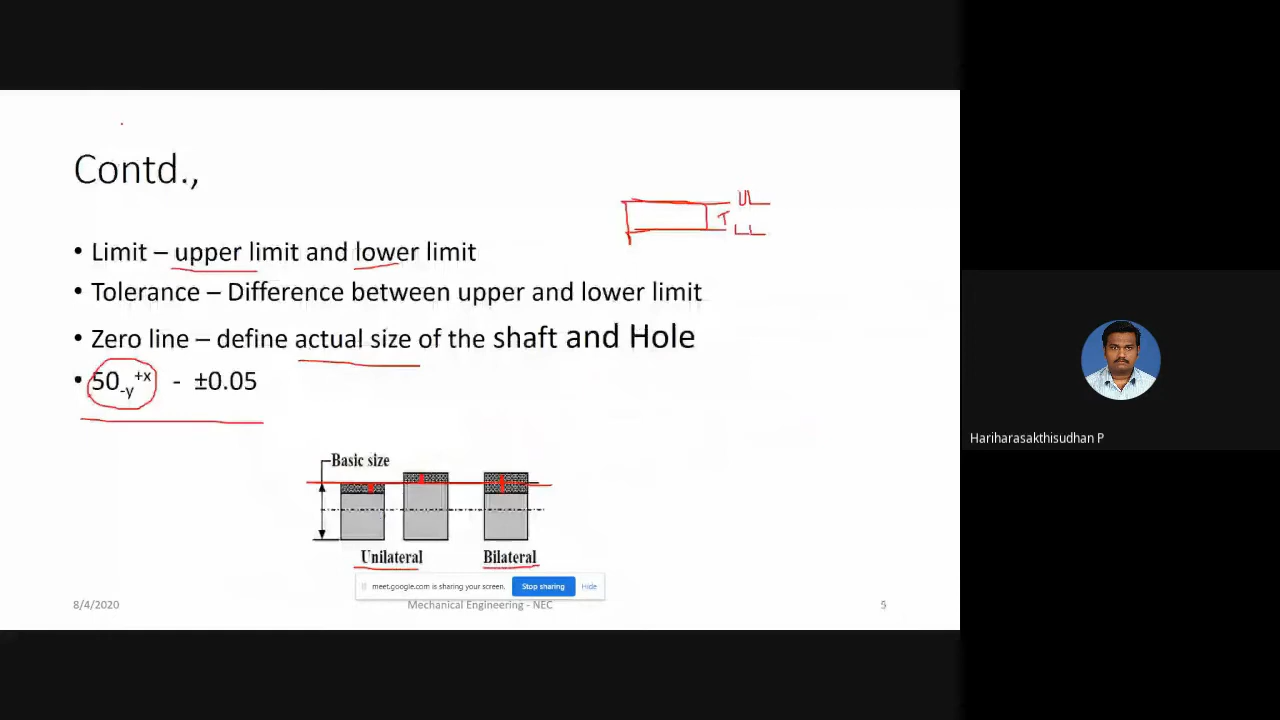 Contd.,
UL
T
LL
• Limit – upper limit and lower limit
• Tolerance – Difference between upper and lower limit
• Zero line – define actual size of the shaft and Hole
• 50-y+x - ±0.05
Basic size
Unilateral
Bilateral
meet.google.com is sharing your screen. Stop sharing Hide
8/4/2020 Mechanical Engineering - NEC 5
Hariharasakthisudhan P